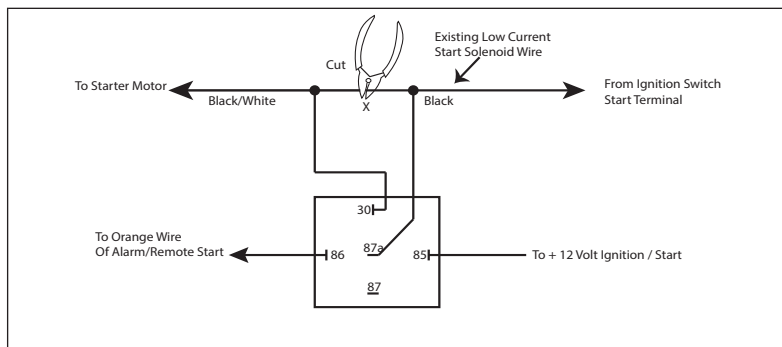 Existing Low Current
Start Solenoid Wire
Cut
To Starter Motor
From Ignition Switch
Start Terminal
Black/White
X
Black
30
To Orange Wire
Of Alarm/Remote Start
86
87a
85
To + 12 Volt Ignition / Start
87